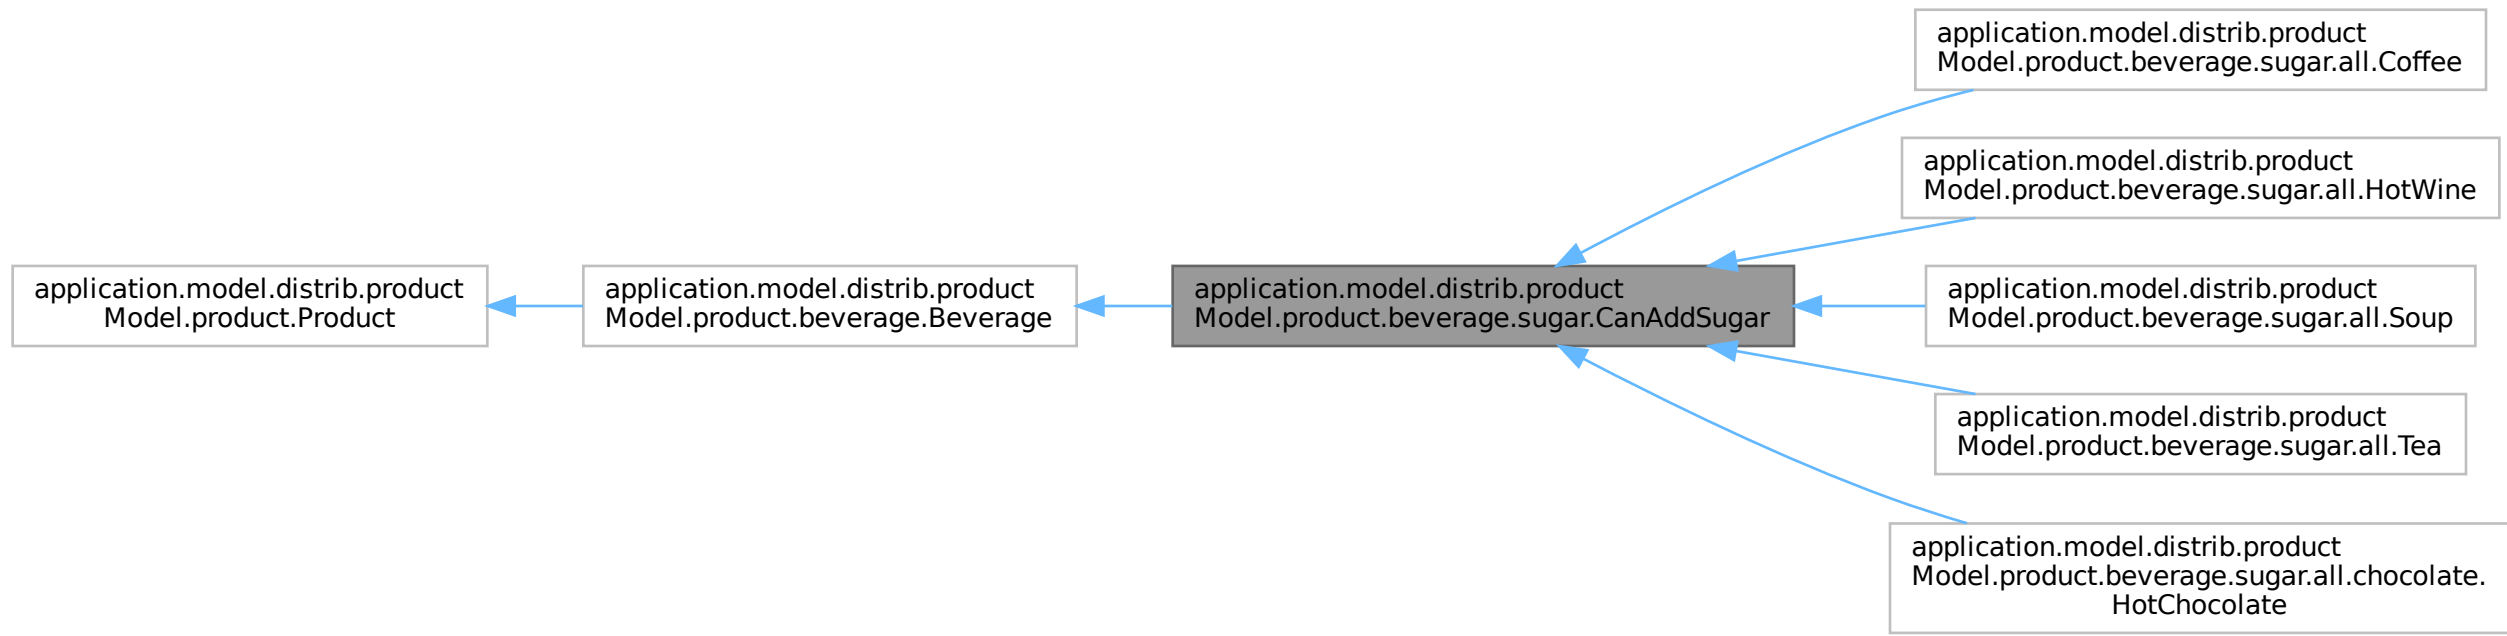 application.model.distrib.product
Model.product.Product
application.model.distrib.product
Model.product.beverage.Beverage
application.model.distrib.product
Model.product.beverage.sugar.CanAddSugar
application.model.distrib.product
Model.product.beverage.sugar.all.Coffee
application.model.distrib.product
Model.product.beverage.sugar.all.HotWine
application.model.distrib.product
Model.product.beverage.sugar.all.Soup
application.model.distrib.product
Model.product.beverage.sugar.all.Tea
application.model.distrib.product
Model.product.beverage.sugar.all.chocolate.
HotChocolate